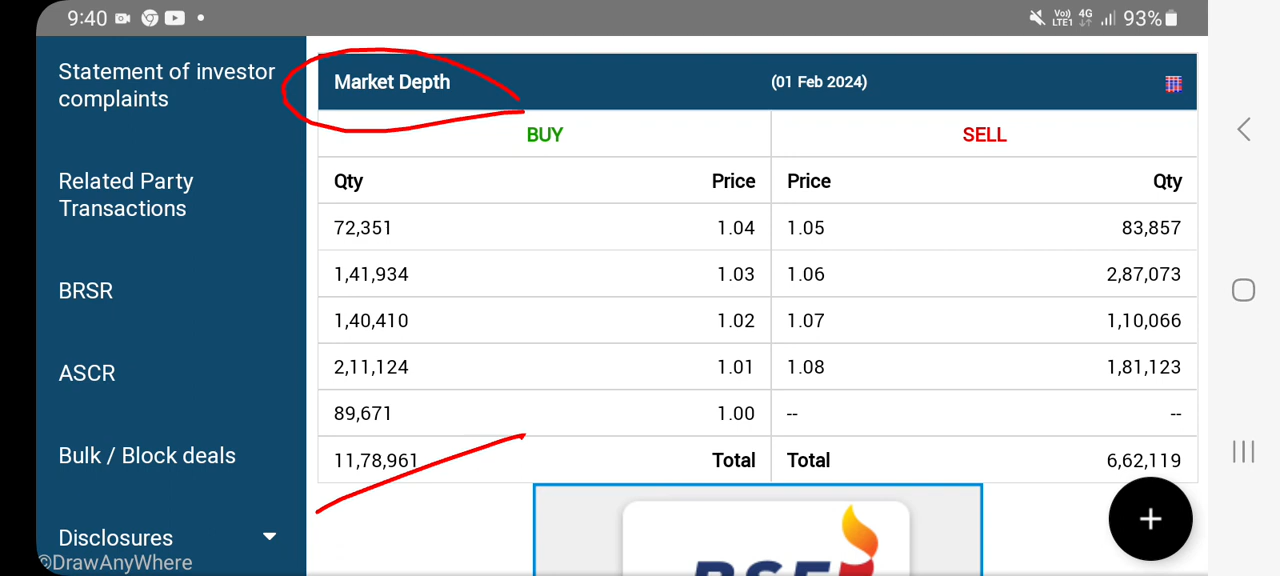 9:40
Vo)) 4G
LTE1
93%
Statement of investor
complaints
Related Party
Transactions
BRSR
ASCR
Bulk / Block deals
Disclosures
©DrawAnyWhere
Market Depth (01 Feb 2024)
BUY SELL
Qty Price Price Qty
72,351 1.04 1.05 83,857
1,41,934 1.03 1.06 2,87,073
1,40,410 1.02 1.07 1,10,066
2,11,124 1.01 1.08 1,81,123
89,671 1.00 -- --
11,78,961 Total Total 6,62,119
BSE
+